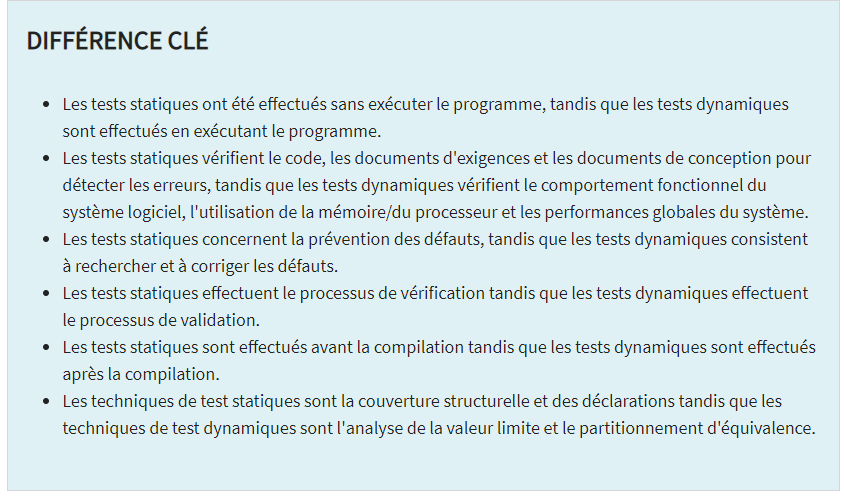 DIFFÉRENCE CLÉ
• Les tests statiques ont été effectués sans exécuter le programme, tandis que les tests dynamiques
sont effectués en exécutant le programme.
• Les tests statiques vérifient le code, les documents d'exigences et les documents de conception pour
détecter les erreurs, tandis que les tests dynamiques vérifient le comportement fonctionnel du
système logiciel, l'utilisation de la mémoire/du processeur et les performances globales du système.
• Les tests statiques concernent la prévention des défauts, tandis que les tests dynamiques consistent
à rechercher et à corriger les défauts.
• Les tests statiques effectuent le processus de vérification tandis que les tests dynamiques effectuent
le processus de validation.
• Les tests statiques sont effectués avant la compilation tandis que les tests dynamiques sont effectués
après la compilation.
• Les techniques de test statiques sont la couverture structurelle et des déclarations tandis que les
techniques de test dynamiques sont l'analyse de la valeur limite et le partitionnement d'équivalence.